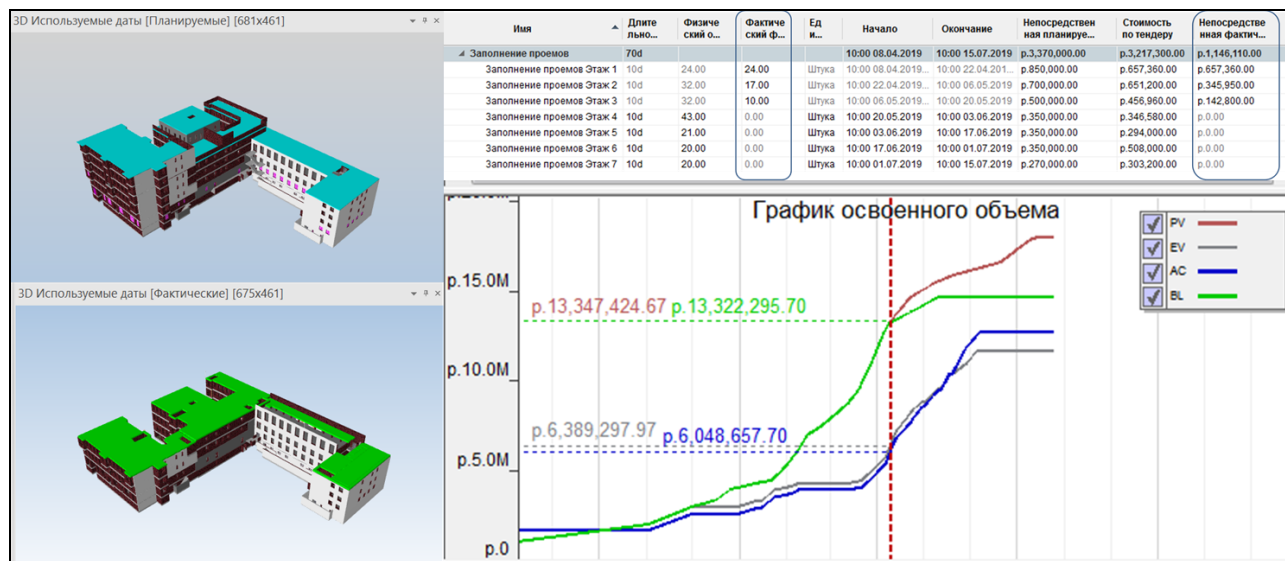 3D Используемые даты [Планируемые] [681x461]
3D Используемые даты [Фактические] [675x461]
Имя Длите льно... Физиче ский о... Фактиче ский ф... Ед и... Начало Окончание Непосредствен ная планируе... Стоимость по тендеру Непосредстве нная фактич...
Заполнение проемов 70d 10:00 08.04.2019 10:00 15.07.2019 р.3,370,000.00 р.3,217,300.00 р.1,146,110.00
Заполнение проемов Этаж 1 10d 24.00 24.00 Штука 10:00 08.04.2019... 10:00 22.04.201... р.850,000.00 р.657,360.00 р.657,360.00
Заполнение проемов Этаж 2 10d 32.00 17.00 Штука 10:00 22.04.2019... 10:00 06.05.2019 р.700,000.00 р.651,200.00 р.345,950.00
Заполнение проемов Этаж 3 10d 32.00 10.00 Штука 10:00 06.05.2019... 10:00 20.05.2019 р.500,000.00 р.456,960.00 р.142,800.00
Заполнение проемов Этаж 4 10d 43.00 0.00 Штука 10:00 20.05.2019 10:00 03.06.2019 р.350,000.00 р.346,580.00 р.0.00
Заполнение проемов Этаж 5 10d 21.00 0.00 Штука 10:00 03.06.2019 10:00 17.06.2019 р.350,000.00 р.294,000.00 р.0.00
Заполнение проемов Этаж 6 10d 20.00 0.00 Штука 10:00 17.06.2019 10:00 01.07.2019 р.350,000.00 р.508,000.00 р.0.00
Заполнение проемов Этаж 7 10d 20.00 0.00 Штука 10:00 01.07.2019 10:00 15.07.2019 р.270,000.00 р.303,200.00 р.0.00
График освоенного объема
PV
EV
AC
BL
р.15.0M
р.13,347,424.67 р.13,322,295.70
р.10.0M
р.6,389,297.97 р.6,048,657.70
р.5.0M
р.0